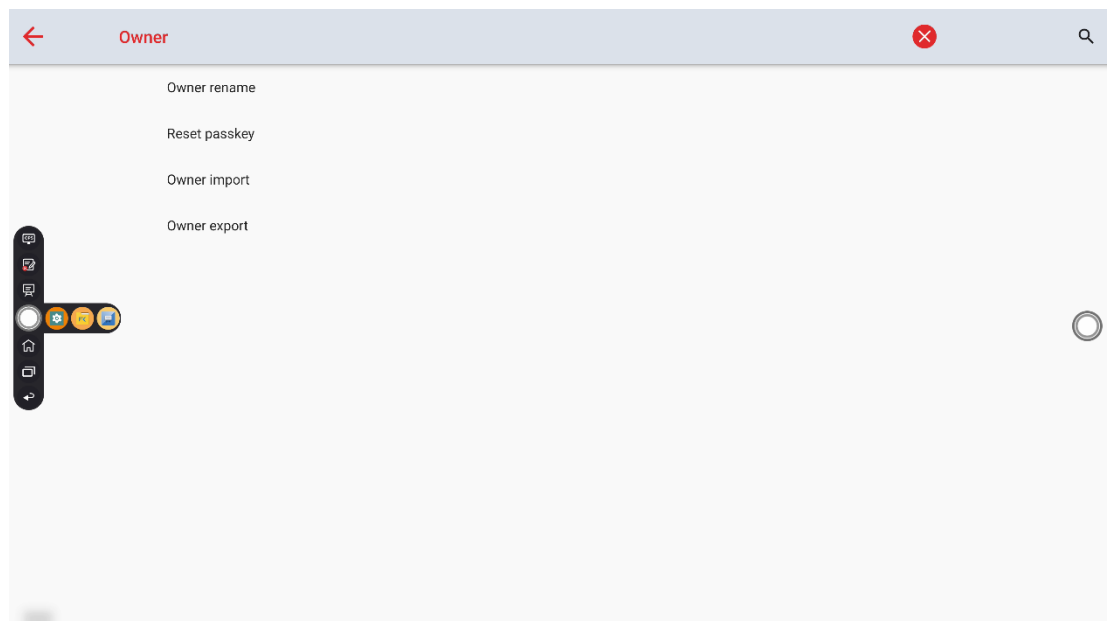 Owner
Owner rename
Reset passkey
Owner import
Owner export